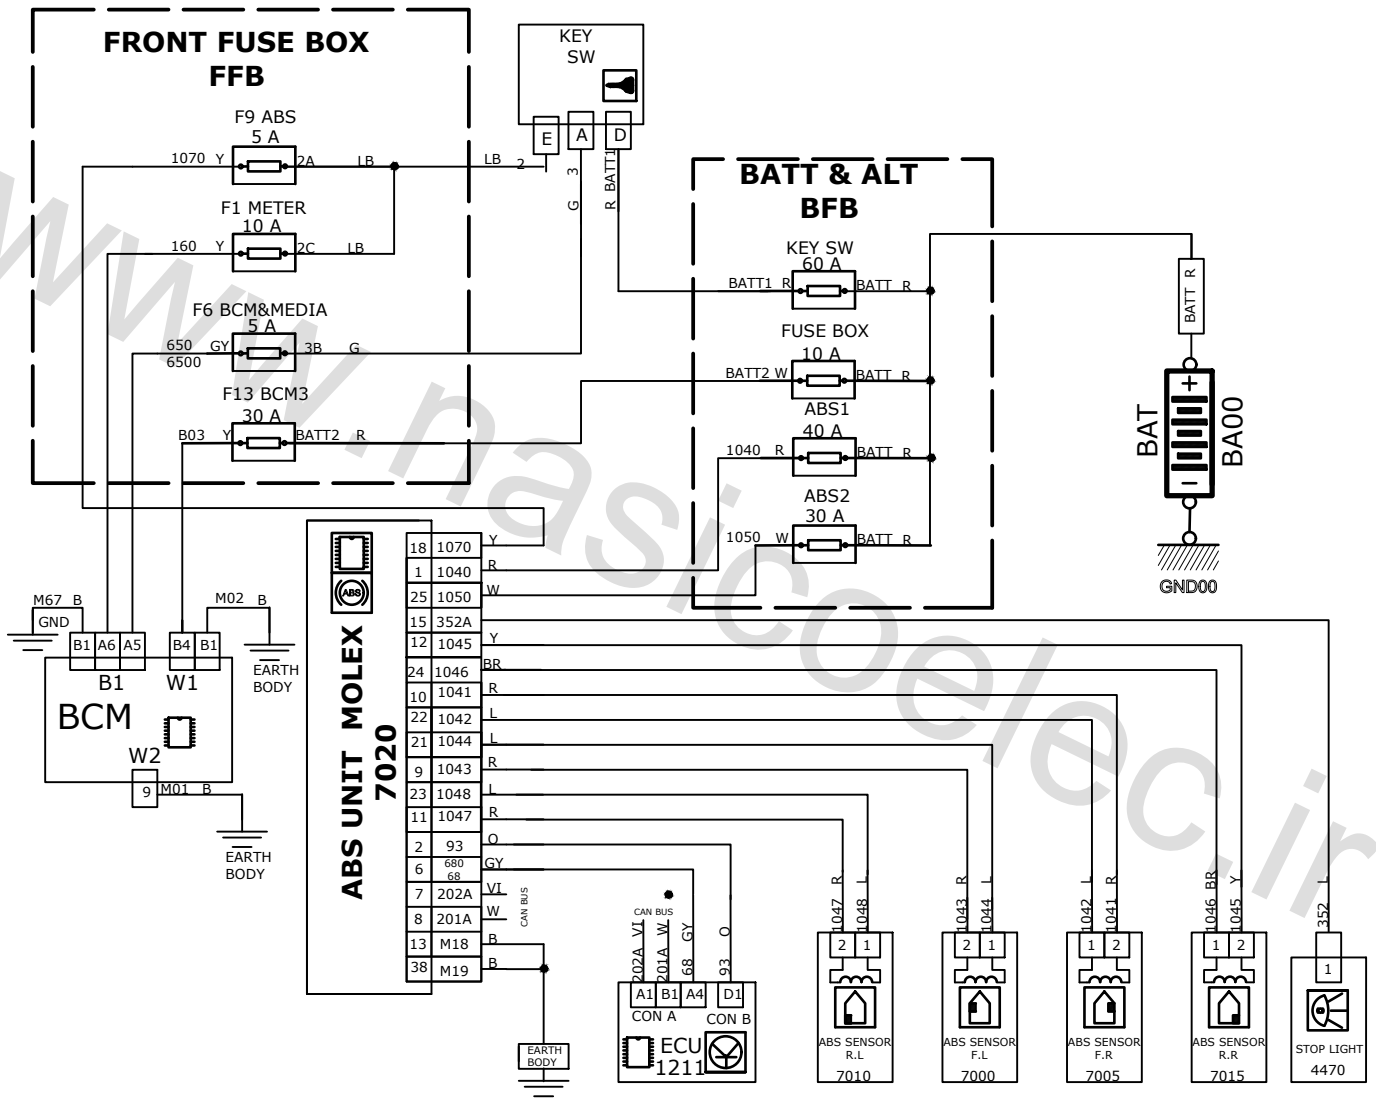 FRONT FUSE BOX
FFB
F9 ABS
5 A
1070 Y
2A LB
LB 2
F1 METER
10 A
160 Y
2C LB
F6 BCM&MEDIA
5 A
650 GY
6500
3B G
F13 BCM3
30 A
B03 Y
BATT2 R
KEY
SW
E A D
G 3
R BATT1
BATT & ALT
BFB
KEY SW
60 A
BATT1 R
BATT R
FUSE BOX
10 A
BATT2 W
BATT R
ABS1
40 A
1040 R
BATT R
ABS2
30 A
1050 W
BATT R
BATT R
+
-
BAT
BA00
GND00
M67 B
GND
M02 B
EARTH
BODY
B1 A6 A5
B4 B1
B1
W1
BCM
W2
9
M01 B
EARTH
BODY
ABS
ABS UNIT MOLEX
7020
18 1070 Y
1 1040 R
25 1050 W
15 352A
12 1045 Y
24 1046 BR
10 1041 R
22 1042 L
21 1044 L
9 1043 R
23 1048 L
11 1047 R
2 93 O
6 680 68 GY
7 202A VI
8 201A W
CAN BUS
13 M18 B
38 M19 B
EARTH
BODY
CAN BUS
202A VI
201A W
68 GY
93 O
A1 B1 A4 D1
CON A
CON B
ECU
1211
1047 R
1048 L
2 1
ABS SENSOR
R.L
7010
1043 R
1044 L
2 1
ABS SENSOR
F.L
7000
1042 L
1041 R
1 2
ABS SENSOR
F.R
7005
1046 BR
1045 Y
1 2
ABS SENSOR
R.R
7015
352 L
1
STOP LIGHT
4470
www.nasicoelec.ir